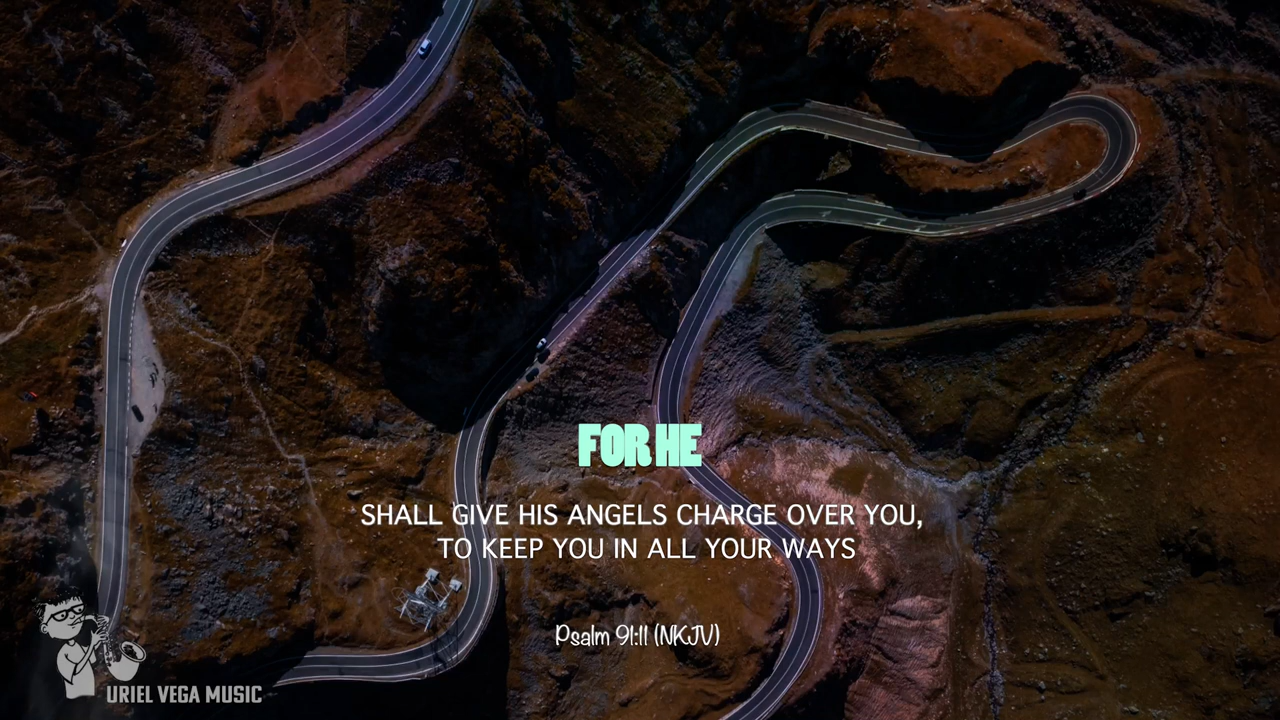 FOR HE
SHALL GIVE HIS ANGELS CHARGE OVER YOU,
TO KEEP YOU IN ALL YOUR WAYS
Psalm 91:11 (NKJV)
URIEL VEGA MUSIC